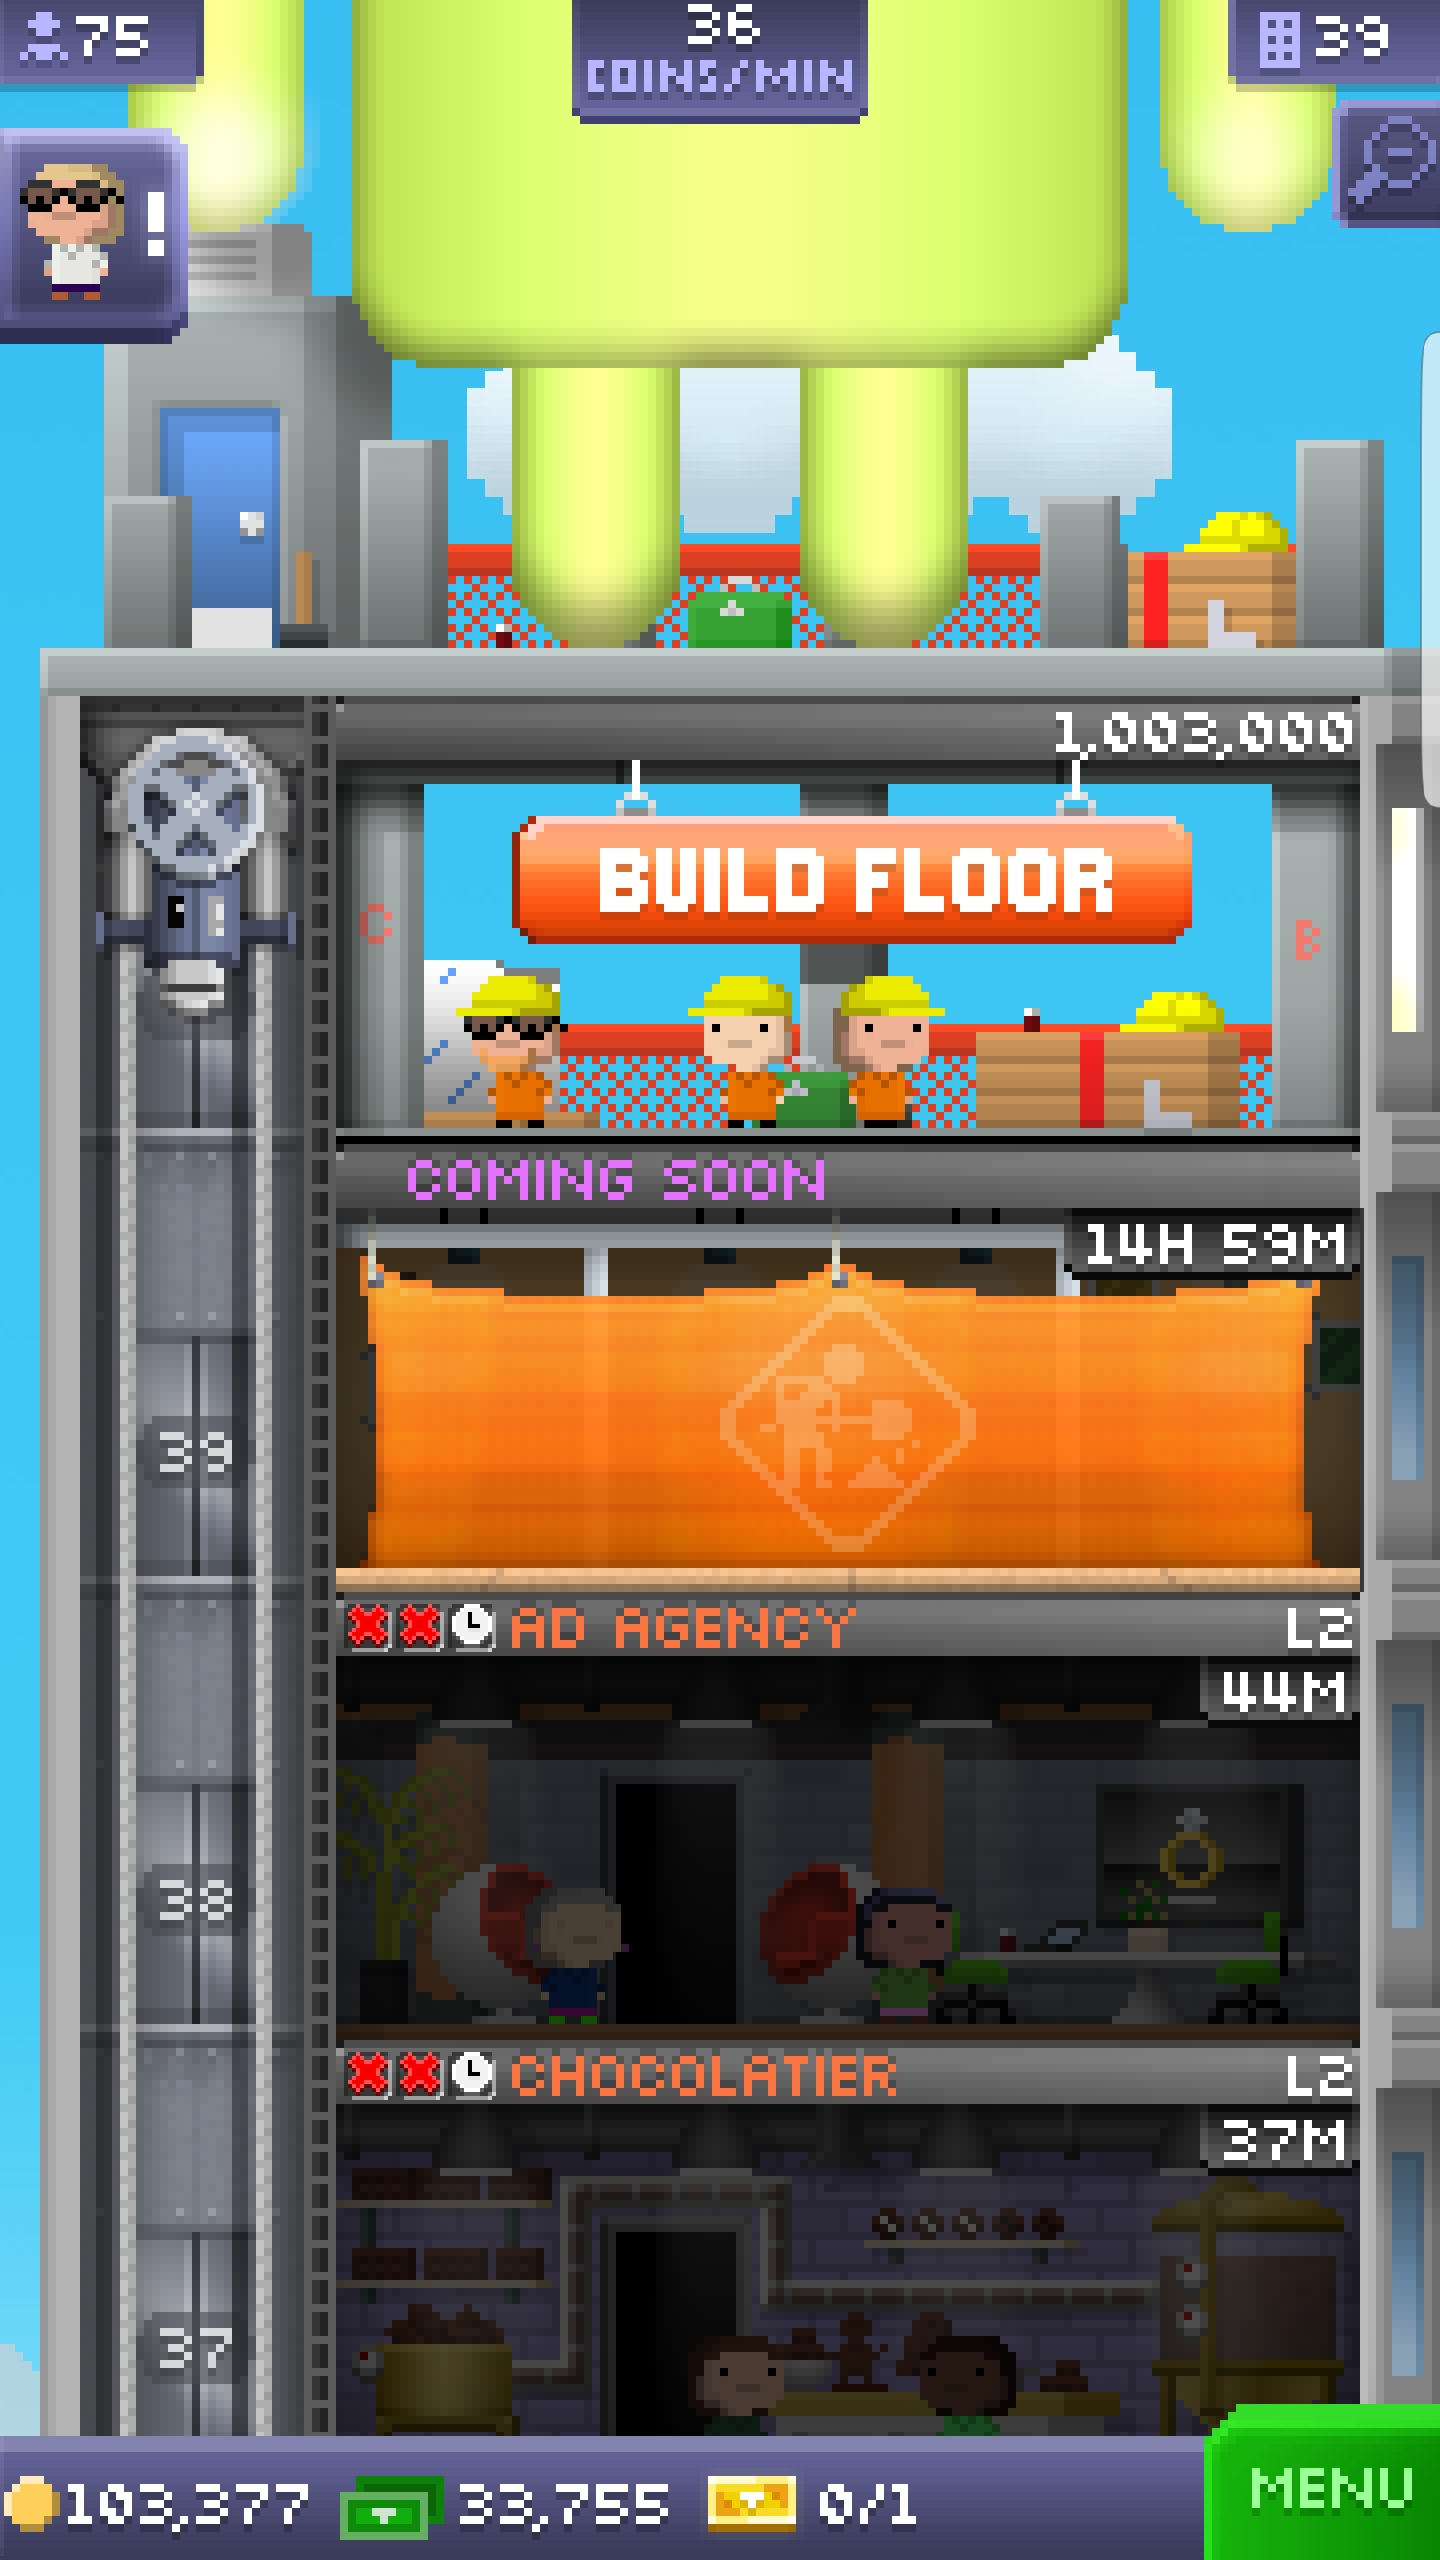 75
36
COINS/MIN
39
!
1,003,000
BUILD FLOOR
C
B
COMING SOON
14H 59M
39
AD AGENCY
L2
44M
38
CHOCOLATIER
L2
37M
37
103,377
33,755
0/1
MENU